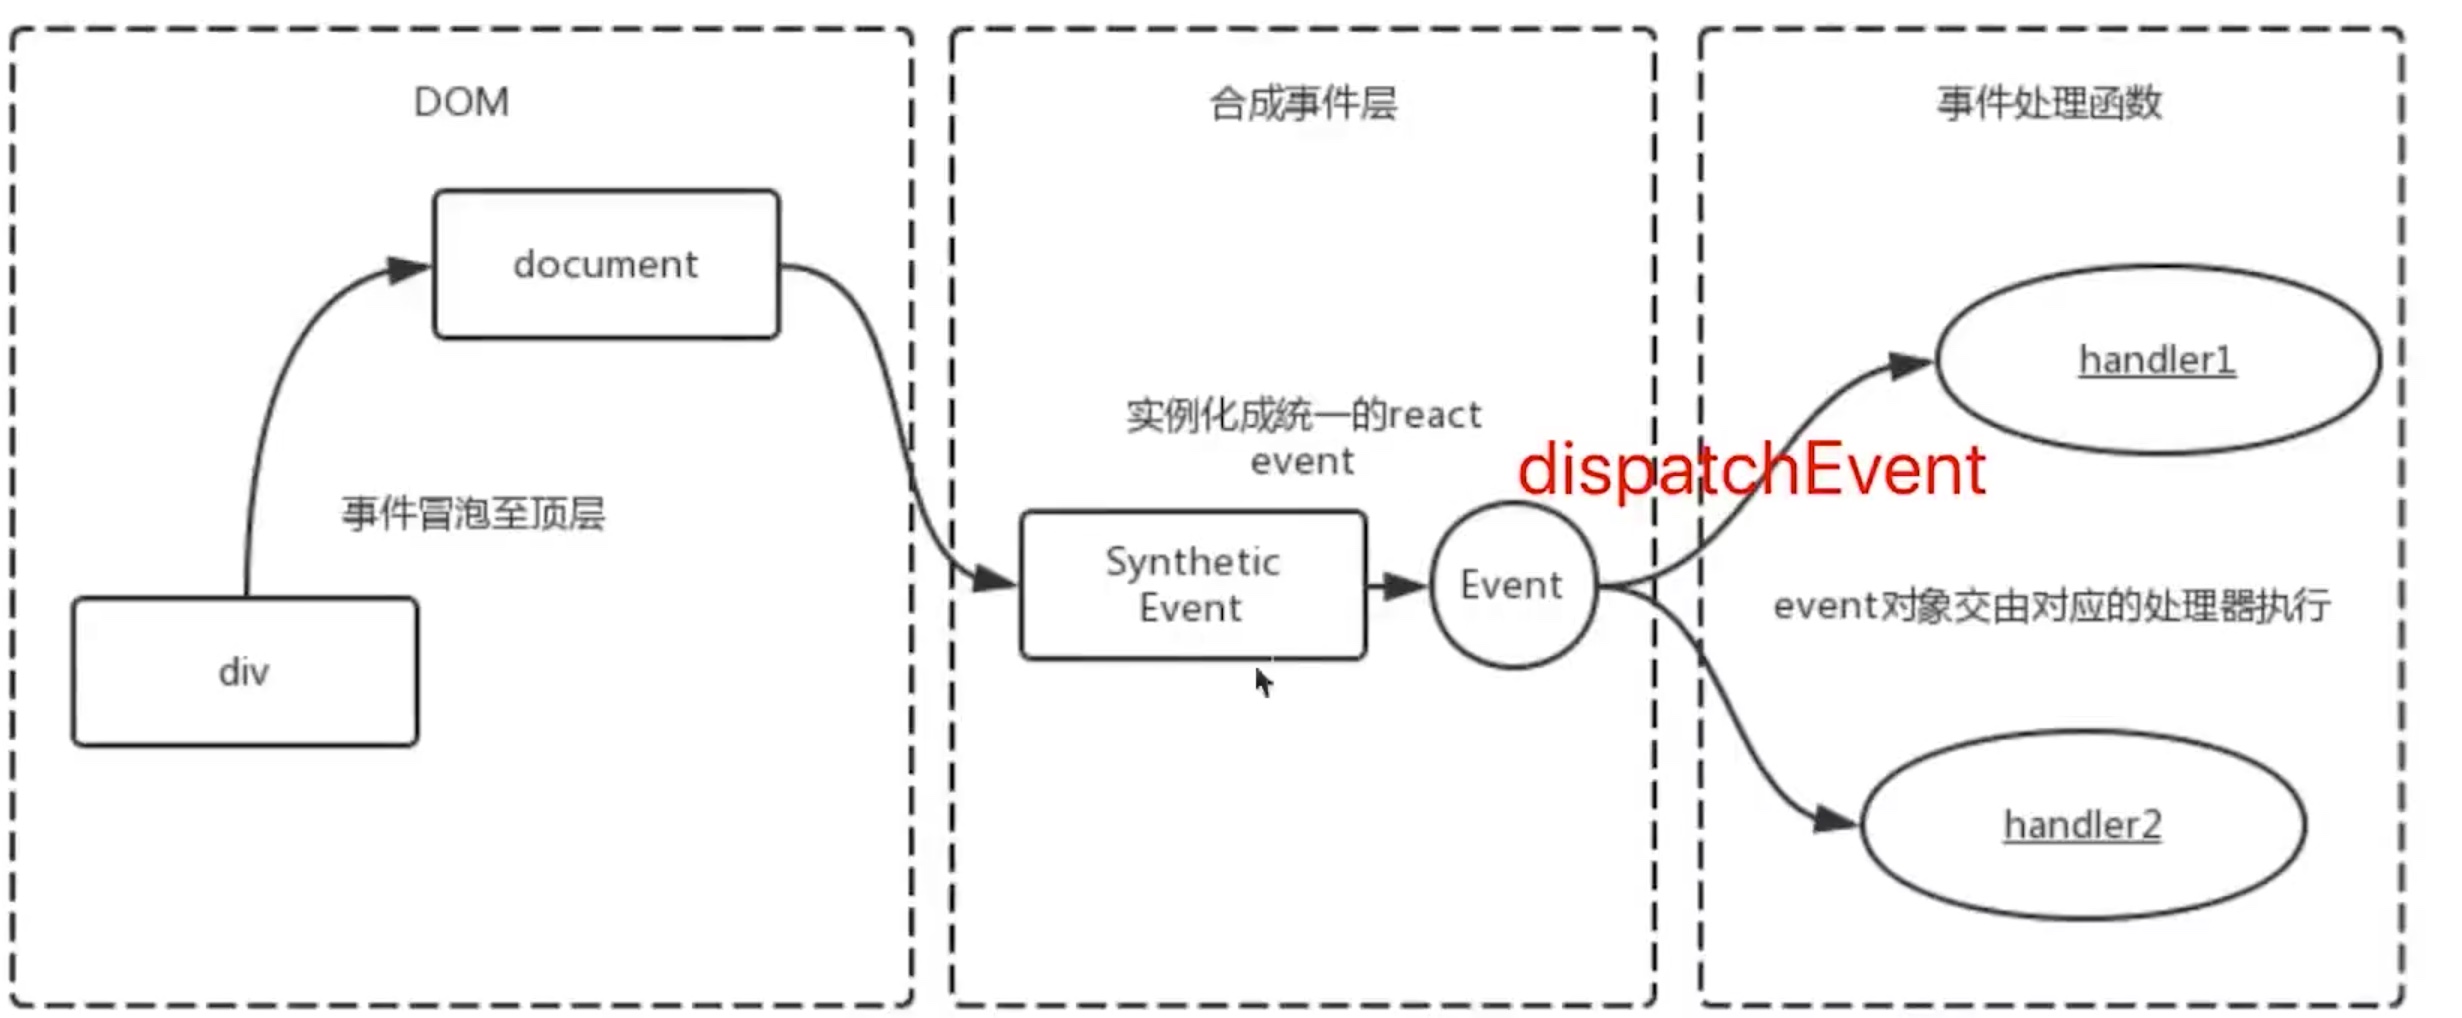 DOM
document
事件冒泡至顶层
div
合成事件层
实例化成统一的react
event
dispatchEvent
Synthetic
Event
Event
事件处理函数
handler1
event对象交由对应的处理器执行
handler2